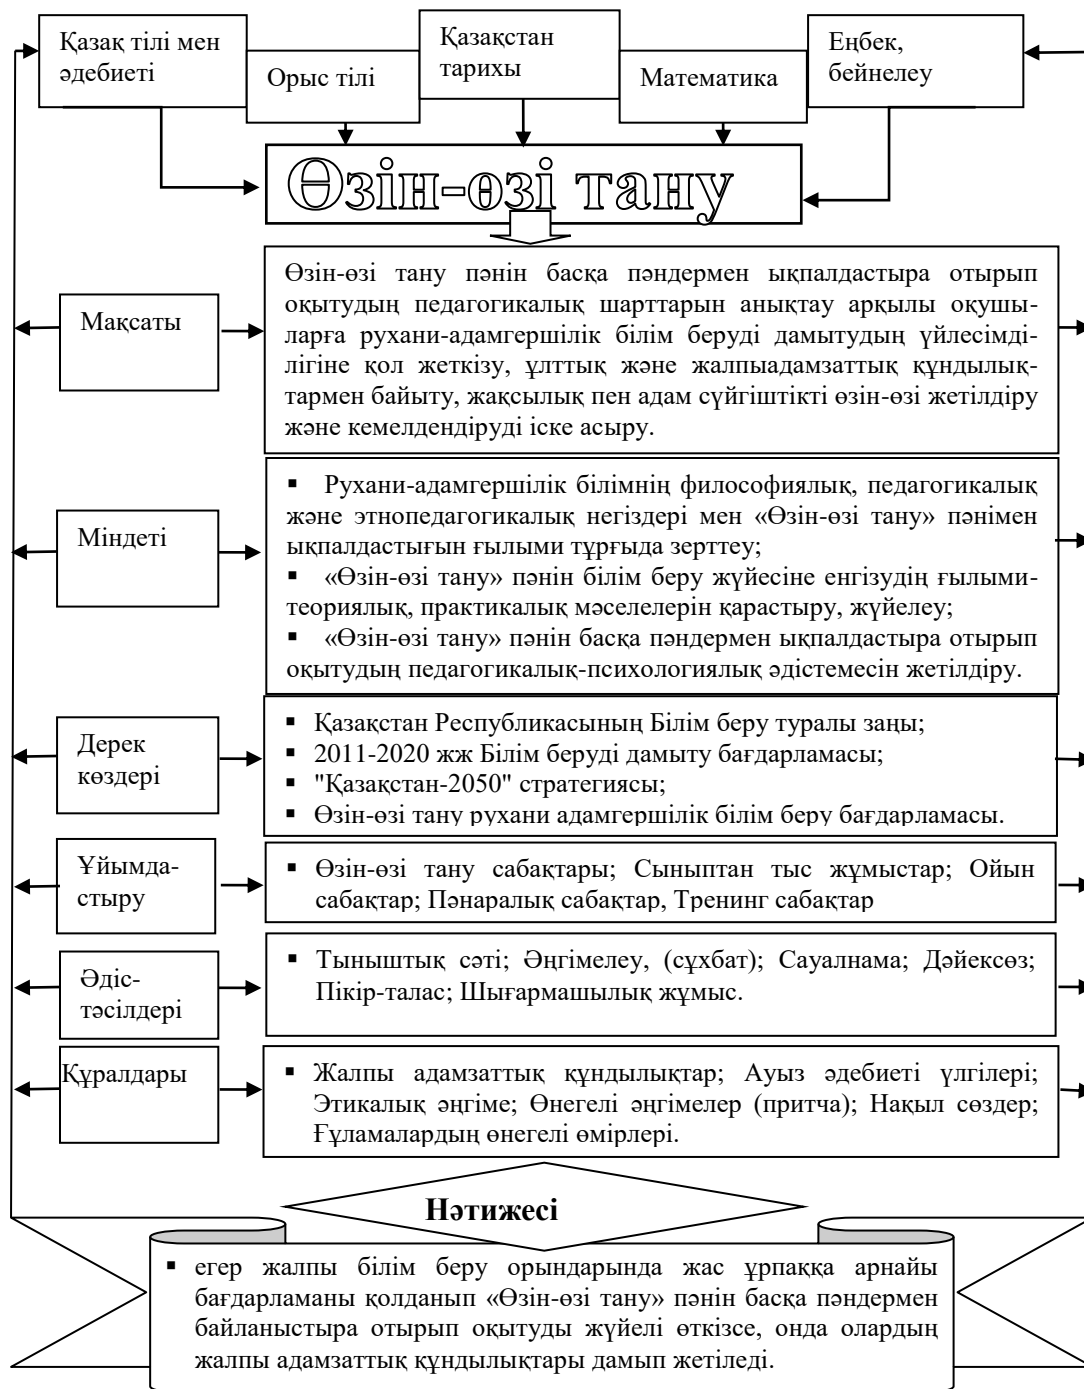 Қазақ тілі мен
әдебиеті
Орыс тілі
Қазақстан
тарихы
Математика
Еңбек,
бейнелеу
Өзін-өзі тану
Мақсаты
Өзін-өзі тану пәнін басқа пәндермен ықпалдастыра отырып
оқытудың педагогикалық шарттарын анықтау арқылы оқушы-
ларға рухани-адамгершілік білім беруді дамытудың үйлесімді-
лігіне қол жеткізу, ұлттық және жалпыадамзаттық құндылық-
тармен байыту, жақсылық пен адам сүйгіштікті өзін-өзі жетілдіру
және кемелдендіруді іске асыру.
Міндеті
▪ Рухани-адамгершілік білімнің философиялық, педагогикалық
және этнопедагогикалық негіздері мен «Өзін-өзі тану» пәнімен
ықпалдастығын ғылыми тұрғыда зерттеу;
▪ «Өзін-өзі тану» пәнін білім беру жүйесіне енгізудің ғылыми-
теориялық, практикалық мәселелерін қарастыру, жүйелеу;
▪ «Өзін-өзі тану» пәнін басқа пәндермен ықпалдастыра отырып
оқытудың педагогикалық-психологиялық әдістемесін жетілдіру.
Дерек
көздері
▪ Қазақстан Республикасының Білім беру туралы заңы;
▪ 2011-2020 жж Білім беруді дамыту бағдарламасы;
▪ "Қазақстан-2050" стратегиясы;
▪ Өзін-өзі тану рухани адамгершілік білім беру бағдарламасы.
Ұйымда-
стыру
▪ Өзін-өзі тану сабақтары; Сыныптан тыс жұмыстар; Ойын
сабақтар; Пәнаралық сабақтар, Тренинг сабақтар
Әдіс-
тәсілдері
▪ Тыныштық сәті; Әңгімелеу, (сұхбат); Сауалнама; Дәйексөз;
Пікір-талас; Шығармашылық жұмыс.
Құралдары
▪ Жалпы адамзаттық құндылықтар; Ауыз әдебиеті үлгілері;
Этикалық әңгіме; Өнегелі әңгімелер (притча); Нақыл сөздер;
Ғұламалардың өнегелі өмірлері.
Нәтижесі
▪ егер жалпы білім беру орындарында жас ұрпаққа арнайы
бағдарламаны қолданып «Өзін-өзі тану» пәнін басқа пәндермен
байланыстыра отырып оқытуды жүйелі өткізсе, онда олардың
жалпы адамзаттық құндылықтары дамып жетіледі.